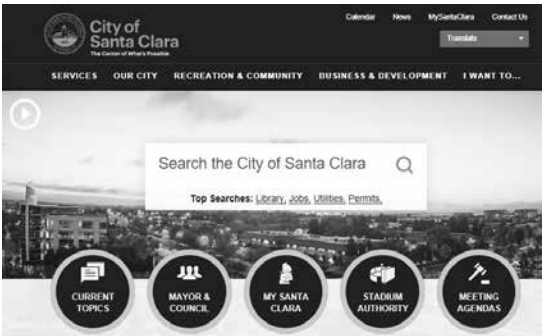 Calendar News MySantaClara Contact Us
City of
Santa Clara
The Center of What's Possible
Translate
SERVICES OUR CITY RECREATION & COMMUNITY BUSINESS & DEVELOPMENT I WANT TO...
Search the City of Santa Clara
Top Searches: Library, Jobs, Utilities, Permits,
CURRENT TOPICS
MAYOR & COUNCIL
MY SANTA CLARA
STADIUM AUTHORITY
MEETING AGENDAS